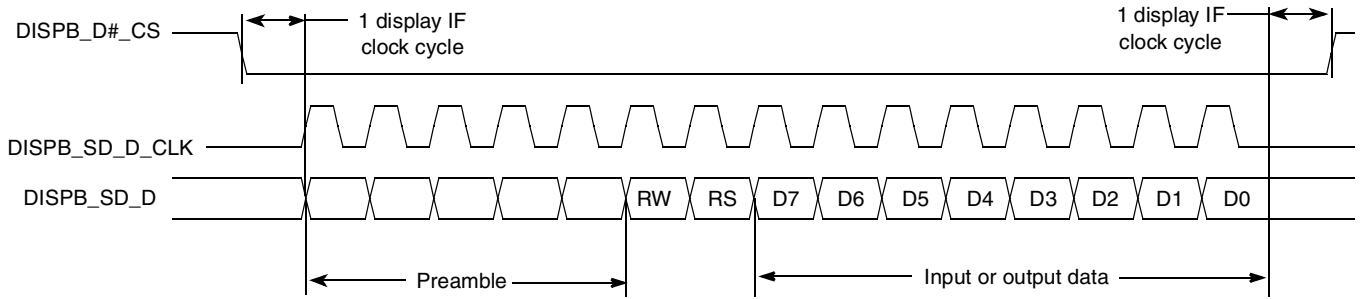 DISPB_D#_CS
1 display IF
clock cycle
1 display IF
clock cycle
DISPB_SD_D_CLK
DISPB_SD_D
RW
RS
D7
D6
D5
D4
D3
D2
D1
D0
Preamble
Input or output data